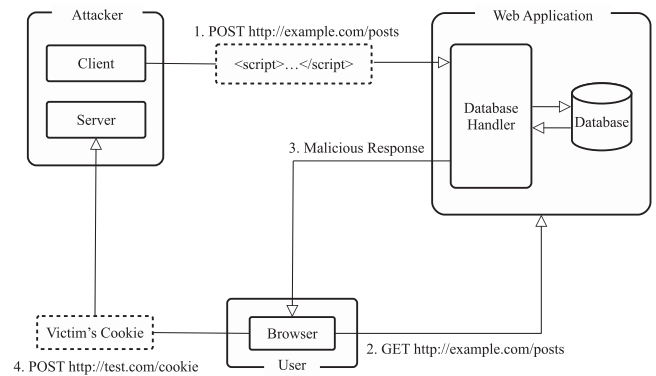 Attacker
Web Application
1. POST http://example.com/posts
Client
<script>...</script>
Server
Database
Handler
Database
3. Malicious Response
Victim's Cookie
Browser
2. GET http://example.com/posts
4. POST http://test.com/cookie
User